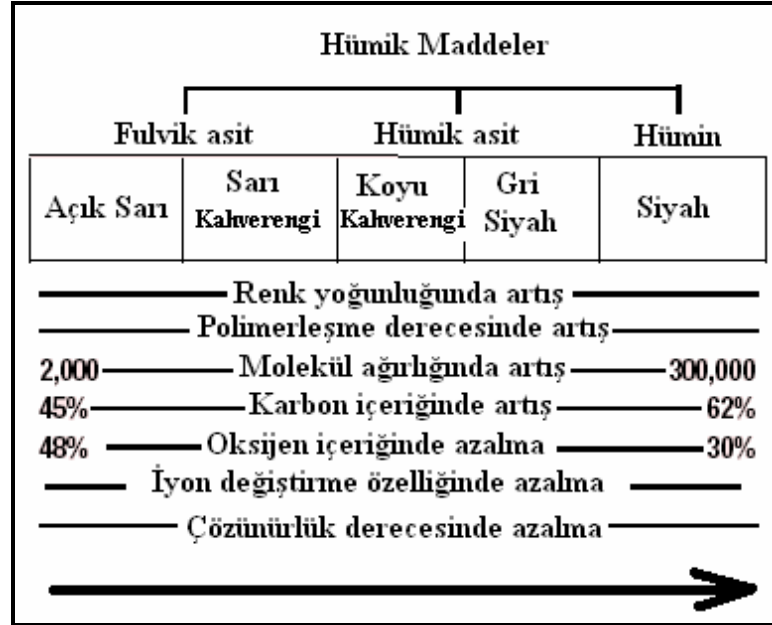 Hümik Maddeler
Fulvik asit Hümik asit Hümin
Açık Sarı Sarı Kahverengi Koyu Kahverengi Gri Siyah Siyah
Renk yoğunluğunda artış
Polimerleşme derecesinde artış
2,000 Molekül ağırlığında artış 300,000
45% Karbon içeriğinde artış 62%
48% Oksijen içeriğinde azalma 30%
İyon değiştirme özelliğinde azalma
Çözünürlük derecesinde azalma